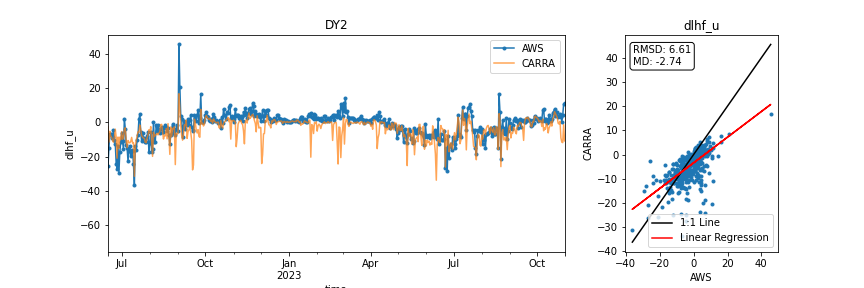 DY2
dlhf_u
40
20
0
−20
−40
−60
Jul
Oct
Jan
2023
Apr
Jul
Oct
AWS
CARRA
dlhf_u
CARRA
40
30
20
10
0
−10
−20
−30
−40
RMSD: 6.61
MD: -2.74
1:1 Line
Linear Regression
−40
−20
0
20
40
AWS